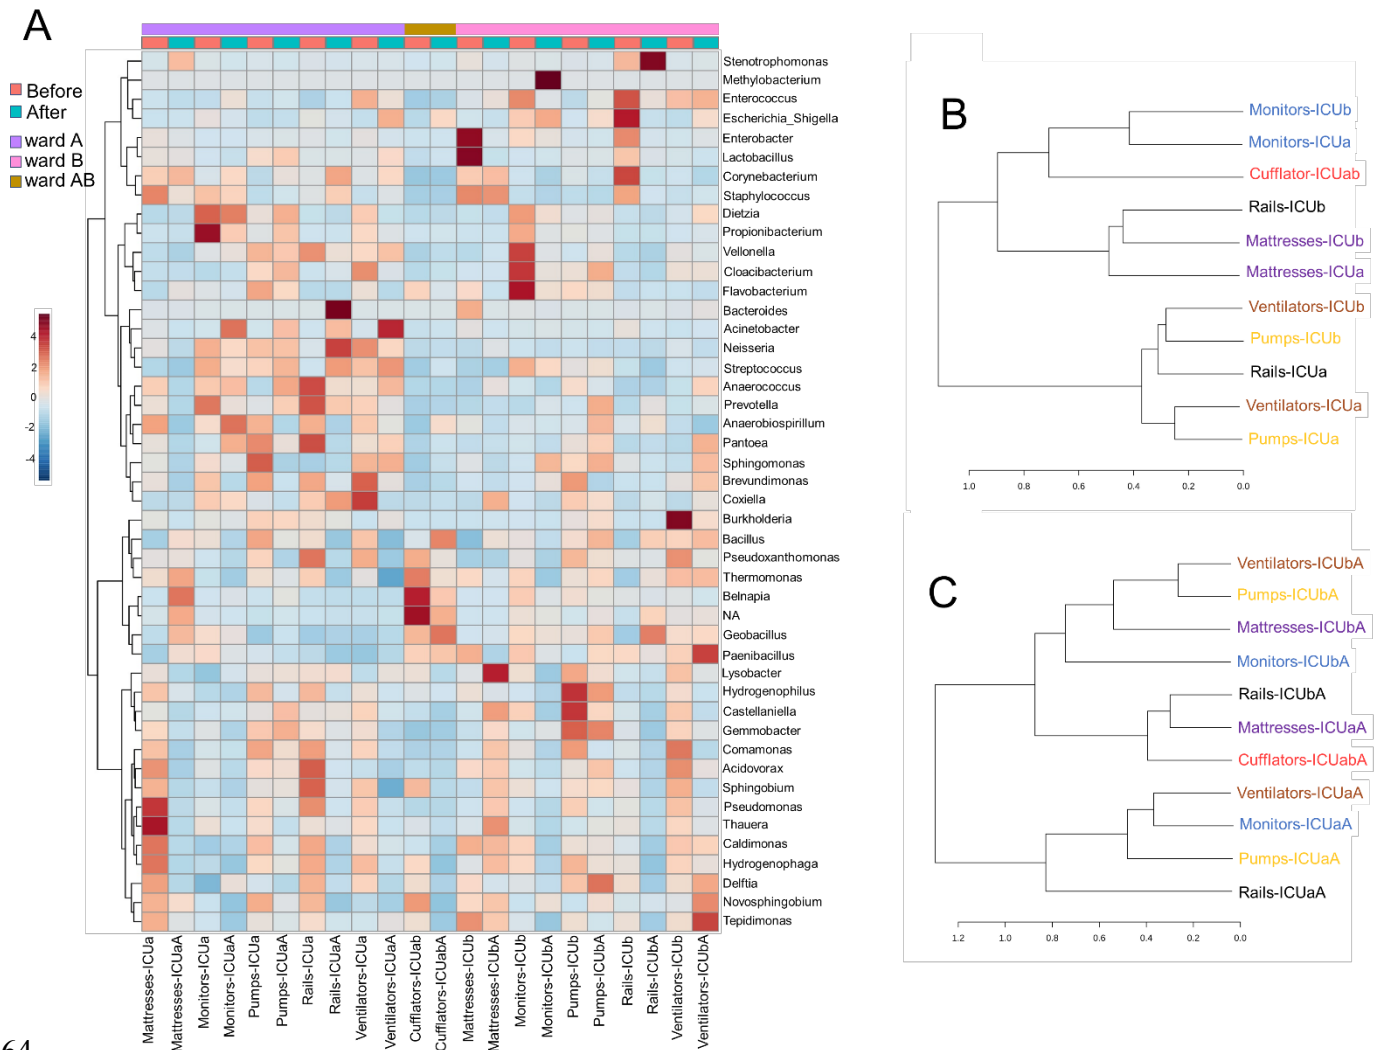 A
Before
After
ward A
ward B
ward AB
4
2
0
-2
-4
Stenotrophomonas
Methylobacterium
Enterococcus
Escherichia_Shigella
Enterobacter
Lactobacillus
Corynebacterium
Staphylococcus
Dietzia
Propionibacterium
Vellonella
Cloacibacterium
Flavobacterium
Bacteroides
Acinetobacter
Neisseria
Streptococcus
Anaerococcus
Prevotella
Anaerobiospirillum
Pantoea
Sphingomonas
Brevundimonas
Coxiella
Burkholderia
Bacillus
Pseudoxanthomonas
Thermomonas
Belnapia
NA
Geobacillus
Paenibacillus
Lysobacter
Hydrogenophilus
Castellaniella
Gemmobacter
Comamonas
Acidovorax
Sphingobium
Pseudomonas
Thauera
Caldimonas
Hydrogenophaga
Delftia
Novosphingobium
Tepidimonas
Mattresses-ICUa
Mattresses-ICUaA
Monitors-ICUa
Monitors-ICUaA
Pumps-ICUa
Pumps-ICUaA
Rails-ICUa
Rails-ICUaA
Ventilators-ICUa
Ventilators-ICUaA
Cufflators-ICUab
Cufflators-ICUabA
Mattresses-ICUb
Mattresses-ICUbA
Monitors-ICUb
Monitors-ICUbA
Pumps-ICUb
Pumps-ICUbA
Rails-ICUb
Rails-ICUbA
Ventilators-ICUb
Ventilators-ICUbA
B
Monitors-ICUb
Monitors-ICUa
Cufflator-ICUab
Rails-ICUb
Mattresses-ICUb
Mattresses-ICUa
Ventilators-ICUb
Pumps-ICUb
Rails-ICUa
Ventilators-ICUa
Pumps-ICUa
1.0 0.8 0.6 0.4 0.2 0.0
C
Ventilators-ICUbA
Pumps-ICUbA
Mattresses-ICUbA
Monitors-ICUbA
Rails-ICUbA
Mattresses-ICUaA
Cufflators-ICUabA
Ventilators-ICUaA
Monitors-ICUaA
Pumps-ICUaA
Rails-ICUaA
1.2 1.0 0.8 0.6 0.4 0.2 0.0